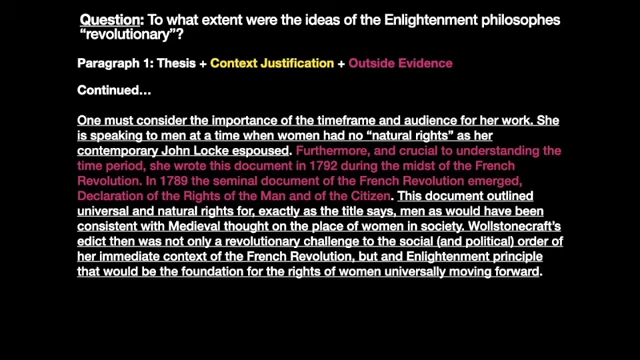 Question: To what extent were the ideas of the Enlightenment philosophes
“revolutionary”?
Paragraph 1: Thesis + Context Justification + Outside Evidence
Continued…
One must consider the importance of the timeframe and audience for her work. She
is speaking to men at a time when women had no “natural rights” as her
contemporary John Locke espoused. Furthermore, and crucial to understanding the
time period, she wrote this document in 1792 during the midst of the French
Revolution. In 1789 the seminal document of the French Revolution emerged,
Declaration of the Rights of the Man and of the Citizen. This document outlined
universal and natural rights for, exactly as the title says, men as would have been
consistent with Medieval thought on the place of women in society. Wollstonecraft’s
edict then was not only a revolutionary challenge to the social (and political) order of
her immediate context of the French Revolution, but and Enlightenment principle
that would be the foundation for the rights of women universally moving forward.